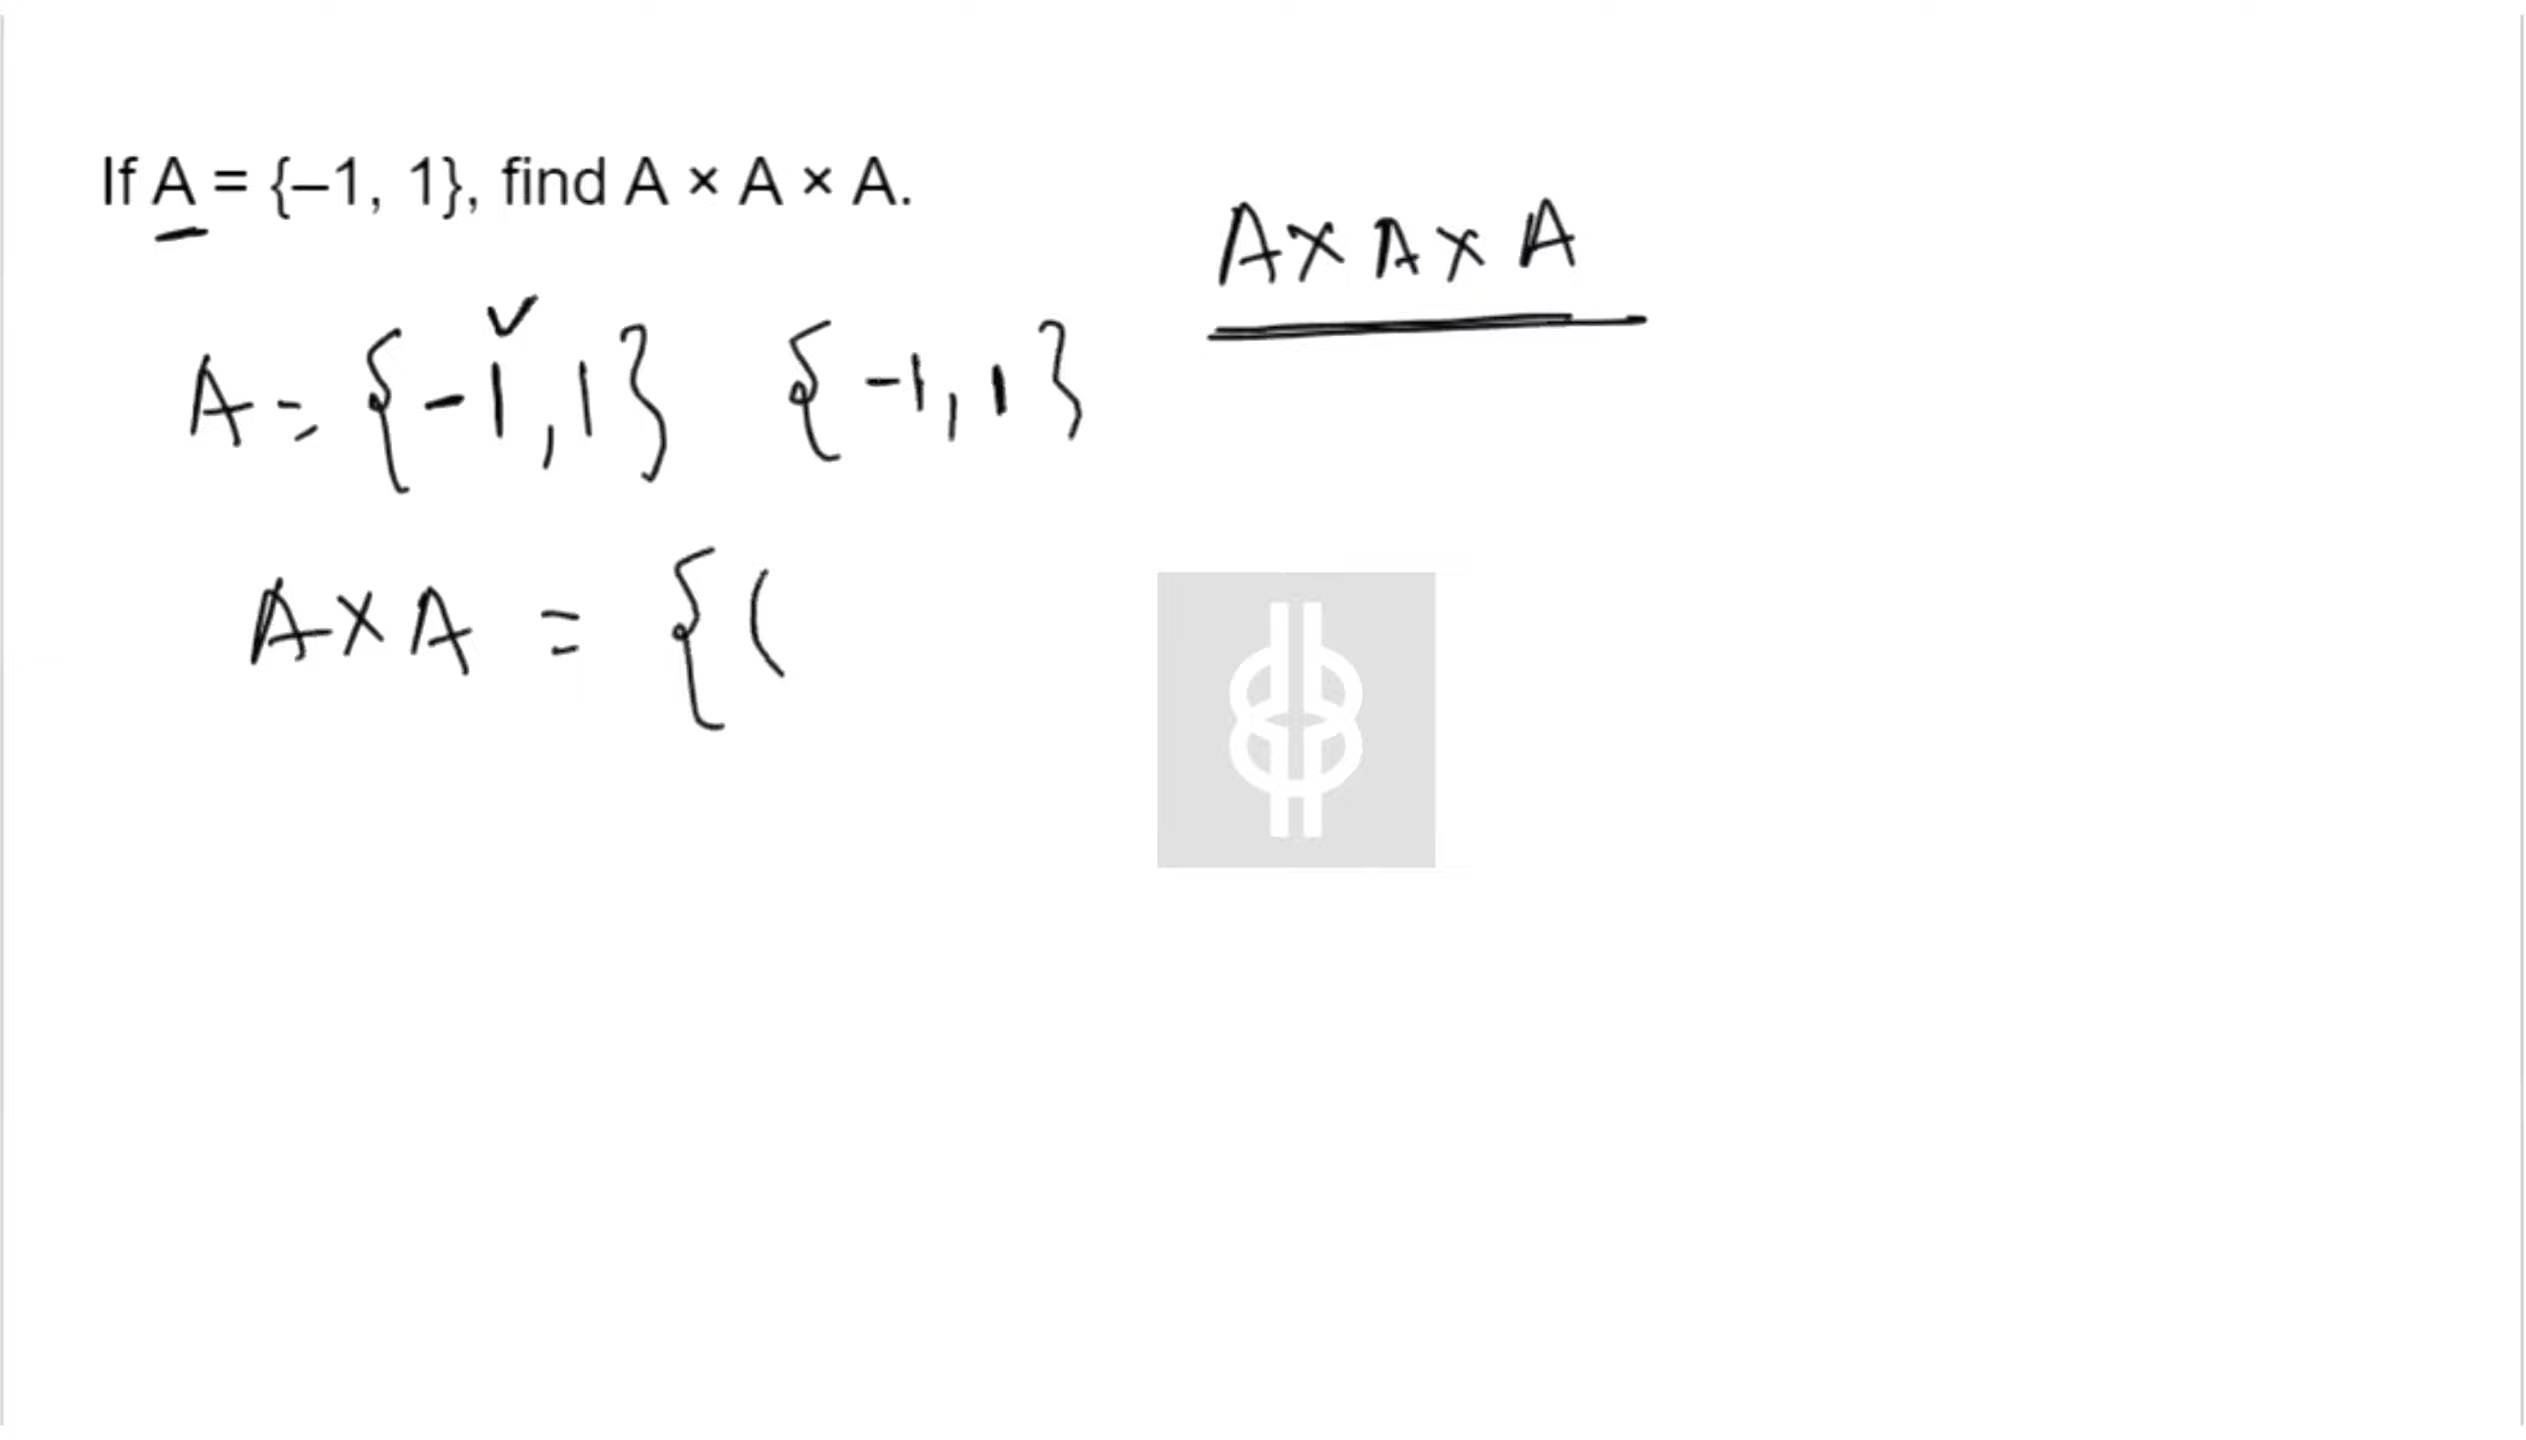 If A = {–1, 1}, find A × A × A.
A × A × A
A = {-1, 1} {-1, 1}
A × A = {(